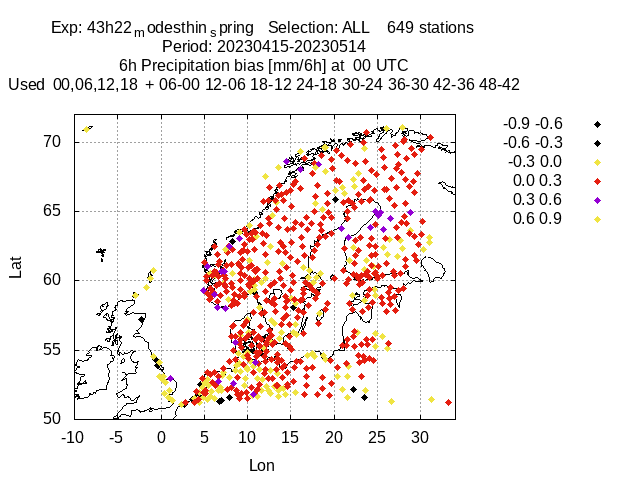 Exp: 43h22modesthinspring   Selection: ALL    649 stations
Period: 20230415-20230514
6h Precipitation bias [mm/6h] at  00 UTC
Used  00,06,12,18  + 06-00 12-06 18-12 24-18 30-24 36-30 42-36 48-42
-0.9 -0.6
-0.6 -0.3
-0.3 0.0
0.0 0.3
0.3 0.6
0.6 0.9
70
65
60
55
50
Lat
-10 -5 0 5 10 15 20 25 30
Lon